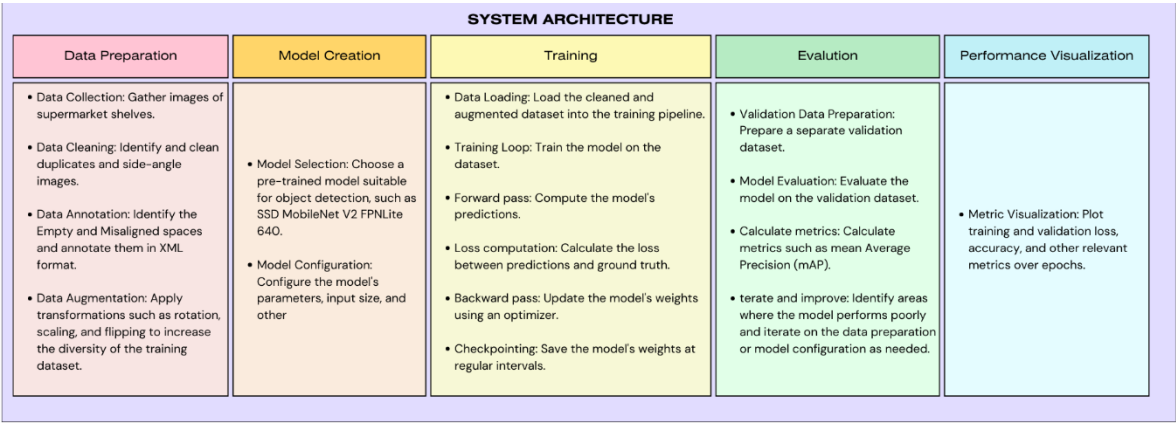 SYSTEM ARCHITECTURE
Data Preparation
• Data Collection: Gather images of
supermarket shelves.
• Data Cleaning: Identify and clean
duplicates and side-angle
images.
• Data Annotation: Identify the
Empty and Misaligned spaces
and annotate them in XML
format.
• Data Augmentation: Apply
transformations such as rotation,
scaling, and flipping to increase
the diversity of the training
dataset.
Model Creation
• Model Selection: Choose a
pre-trained model suitable
for object detection, such as
SSD MobileNet V2 FPNLite
640.
• Model Configuration:
Configure the model's
parameters, input size, and
other
Training
• Data Loading: Load the cleaned and
augmented dataset into the training pipeline.
• Training Loop: Train the model on the
dataset.
• Forward pass: Compute the model's
predictions.
• Loss computation: Calculate the loss
between predictions and ground truth.
• Backward pass: Update the model's weights
using an optimizer.
• Checkpointing: Save the model's weights at
regular intervals.
Evalution
• Validation Data Preparation:
Prepare a separate validation
dataset.
• Model Evaluation: Evaluate the
model on the validation dataset.
• Calculate metrics: Calculate
metrics such as mean Average
Precision (mAP).
• terate and improve: Identify areas
where the model performs poorly
and iterate on the data preparation
or model configuration as needed.
Performance Visualization
• Metric Visualization: Plot
training and validation loss,
accuracy, and other relevant
metrics over epochs.